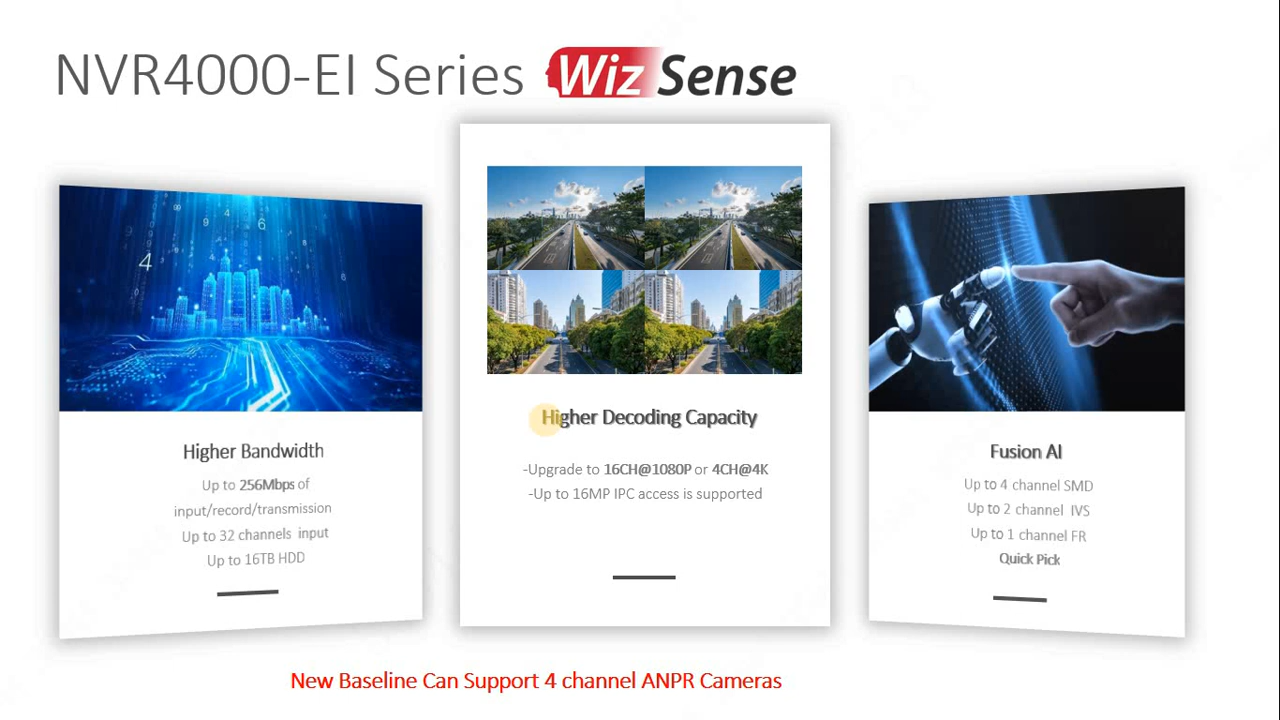 NVR4000-EI Series Wiz Sense
Higher Bandwidth
Up to 256Mbps of
input/record/transmission
Up to 32 channels input
Up to 16TB HDD
Higher Decoding Capacity
-Upgrade to 16CH@1080P or 4CH@4K
-Up to 16MP IPC access is supported
Fusion AI
Up to 4 channel SMD
Up to 2 channel IVS
Up to 1 channel FR
Quick Pick
New Baseline Can Support 4 channel ANPR Cameras